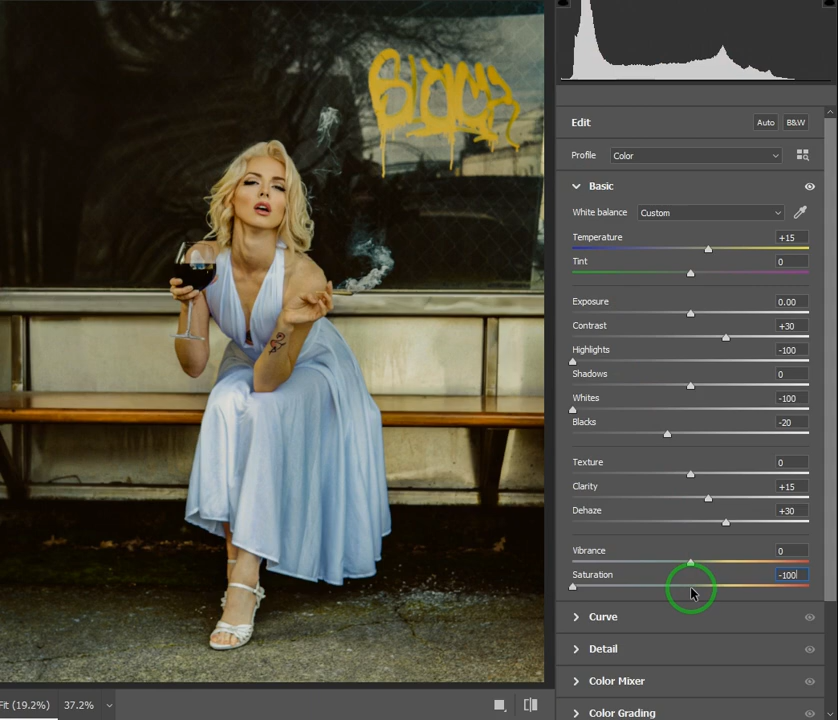 BLACK
Edit Auto B&W
Profile Color
Basic
White balance Custom
Temperature +15
Tint 0
Exposure 0.00
Contrast +30
Highlights -100
Shadows 0
Whites -100
Blacks -20
Texture 0
Clarity +15
Dehaze +30
Vibrance 0
Saturation -100
Curve
Detail
Color Mixer
Color Grading
Fit (19.2%) 37.2%